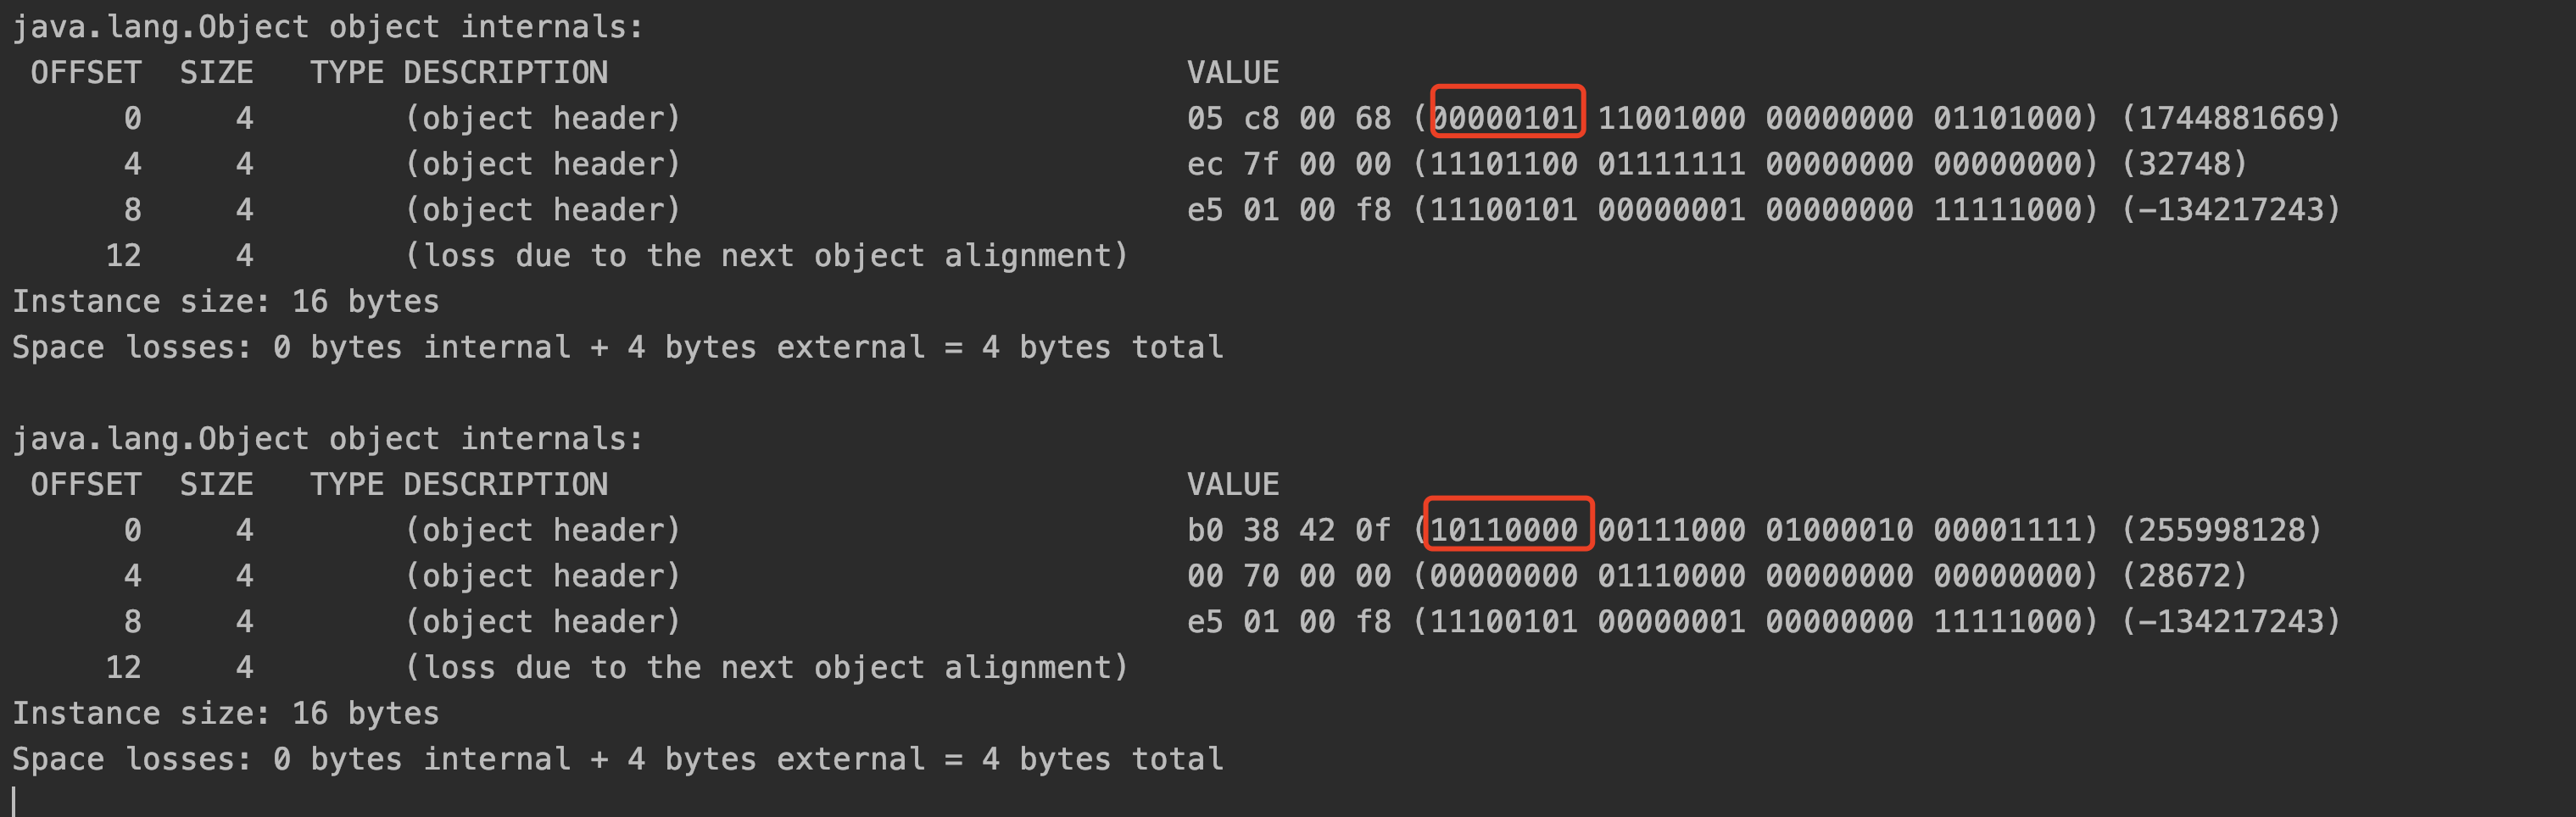 java.lang.Object object internals:
OFFSET SIZE TYPE DESCRIPTION VALUE
0 4 (object header) 05 c8 00 68 (00000101 11001000 00000000 01101000) (1744881669)
4 4 (object header) ec 7f 00 00 (11101100 01111111 00000000 00000000) (32748)
8 4 (object header) e5 01 00 f8 (11100101 00000001 00000000 11111000) (-134217243)
12 4 (loss due to the next object alignment)
Instance size: 16 bytes
Space losses: 0 bytes internal + 4 bytes external = 4 bytes total
java.lang.Object object internals:
OFFSET SIZE TYPE DESCRIPTION VALUE
0 4 (object header) b0 38 42 0f (10110000 00111000 01000010 00001111) (255998128)
4 4 (object header) 00 70 00 00 (00000000 01110000 00000000 00000000) (28672)
8 4 (object header) e5 01 00 f8 (11100101 00000001 00000000 11111000) (-134217243)
12 4 (loss due to the next object alignment)
Instance size: 16 bytes
Space losses: 0 bytes internal + 4 bytes external = 4 bytes total